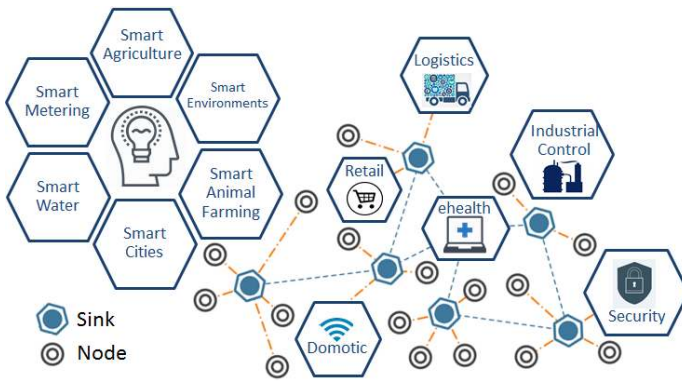 Smart
Agriculture
Smart
Metering
Smart
Environments
Smart
Water
Smart
Animal
Farming
Smart
Cities
Logistics
Industrial
Control
Retail
ehealth
Security
Domotic
Sink
Node